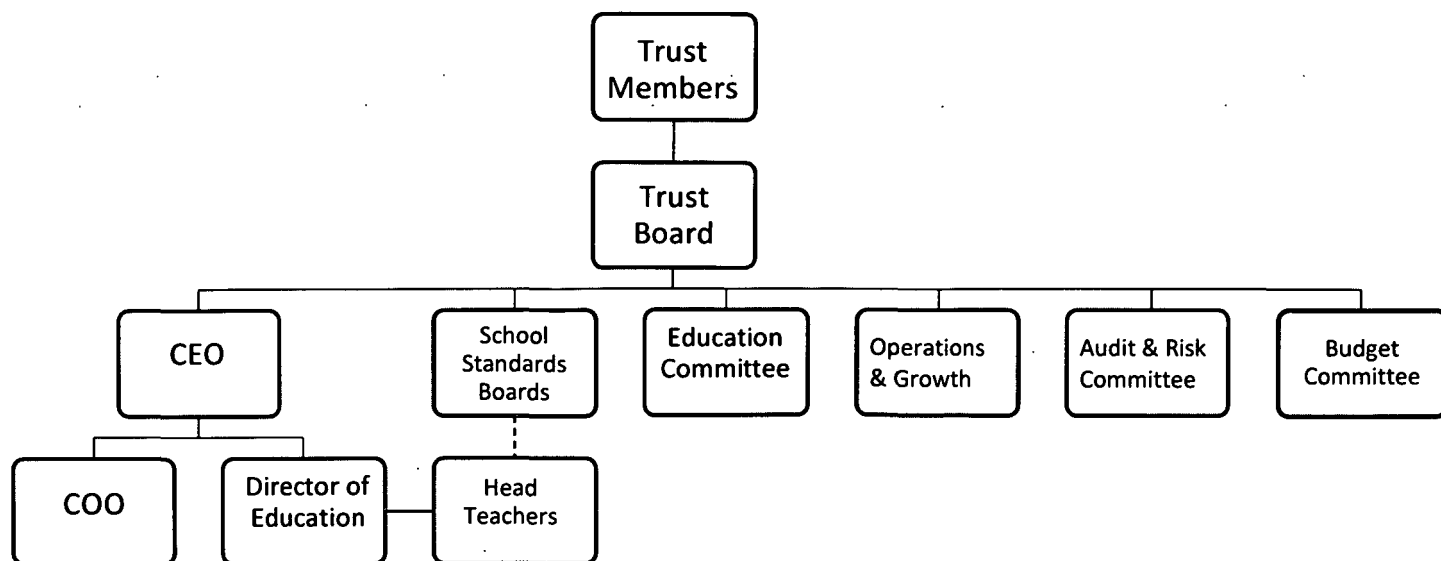 Trust
Members
Trust
Board
CEO
School
Standards
Boards
Education
Committee
Operations
& Growth
Audit & Risk
Committee
Budget
Committee
COO
Director of
Education
Head
Teachers